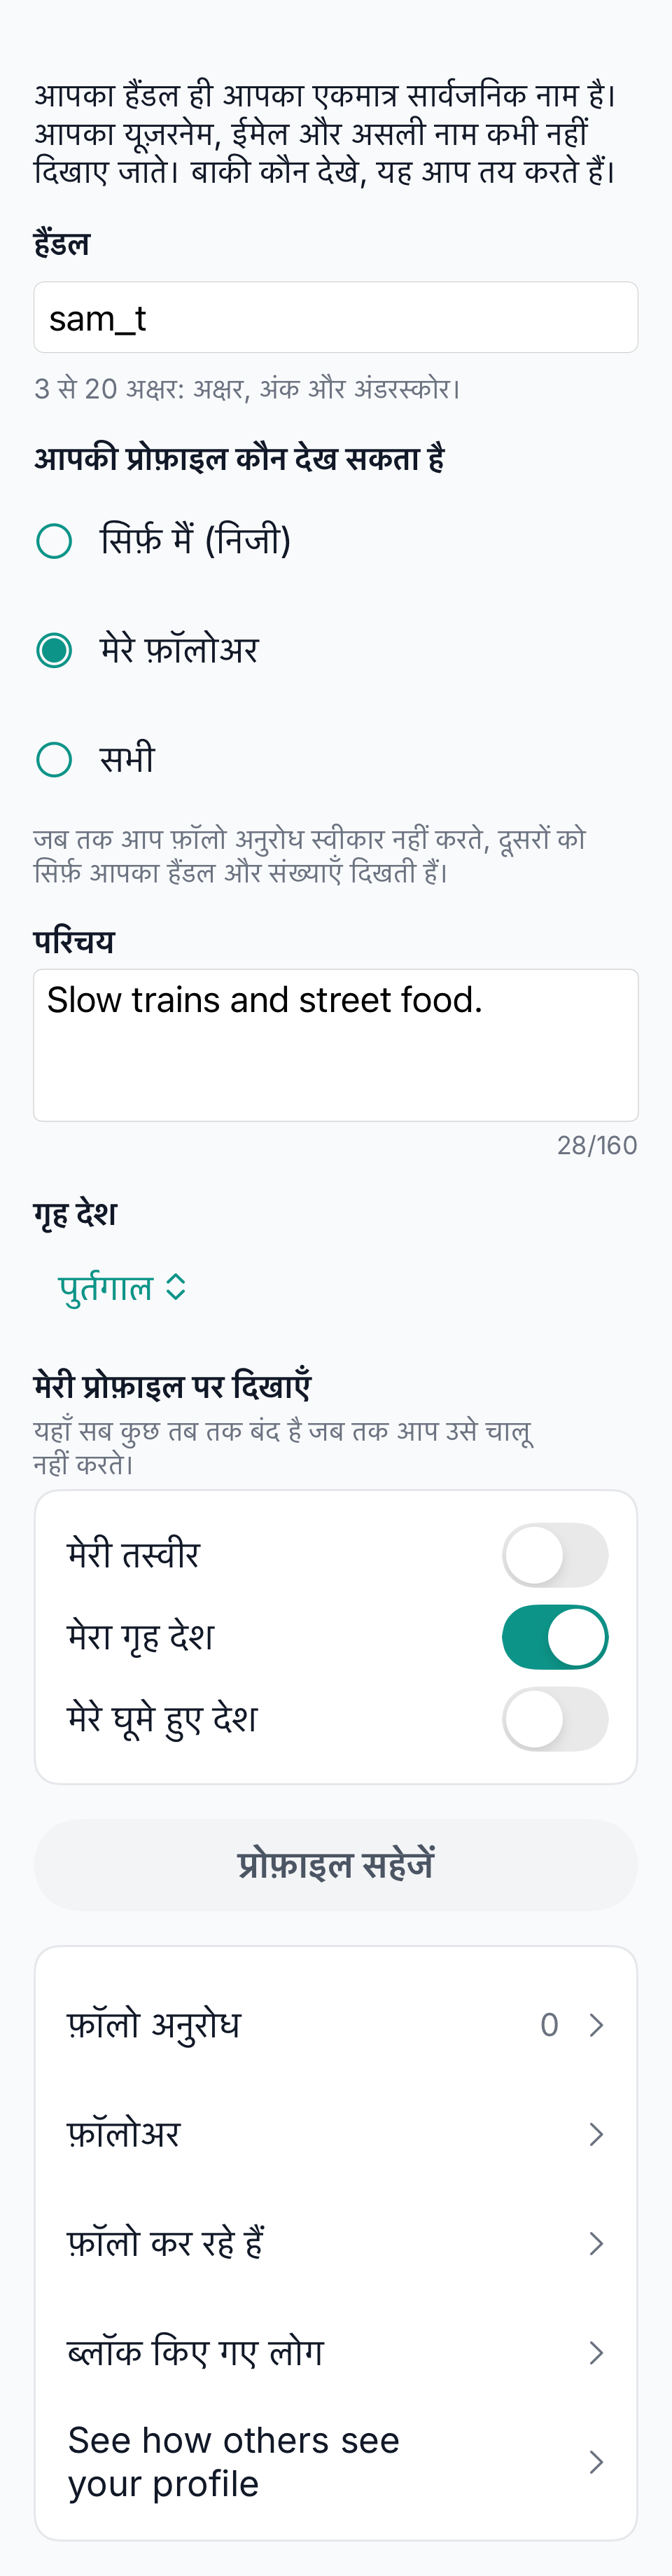 आपका हैंडल ही आपका एकमात्र सार्वजनिक नाम है।
आपका यूज़रनेम, ईमेल और असली नाम कभी नहीं
दिखाए जाते। बाकी कौन देखे, यह आप तय करते हैं।
हैंडल
sam_t
3 से 20 अक्षर: अक्षर, अंक और अंडरस्कोर।
आपकी प्रोफ़ाइल कौन देख सकता है
सिर्फ़ मैं (निजी)
मेरे फ़ॉलोअर
सभी
जब तक आप फ़ॉलो अनुरोध स्वीकार नहीं करते, दूसरों को
सिर्फ़ आपका हैंडल और संख्याएँ दिखती हैं।
परिचय
Slow trains and street food.
28/160
गृह देश
पुर्तगाल
मेरी प्रोफ़ाइल पर दिखाएँ
यहाँ सब कुछ तब तक बंद है जब तक आप उसे चालू
नहीं करते।
मेरी तस्वीर
मेरा गृह देश
मेरे घूमे हुए देश
प्रोफ़ाइल सहेजें
फ़ॉलो अनुरोध 0
फ़ॉलोअर
फ़ॉलो कर रहे हैं
ब्लॉक किए गए लोग
See how others see
your profile